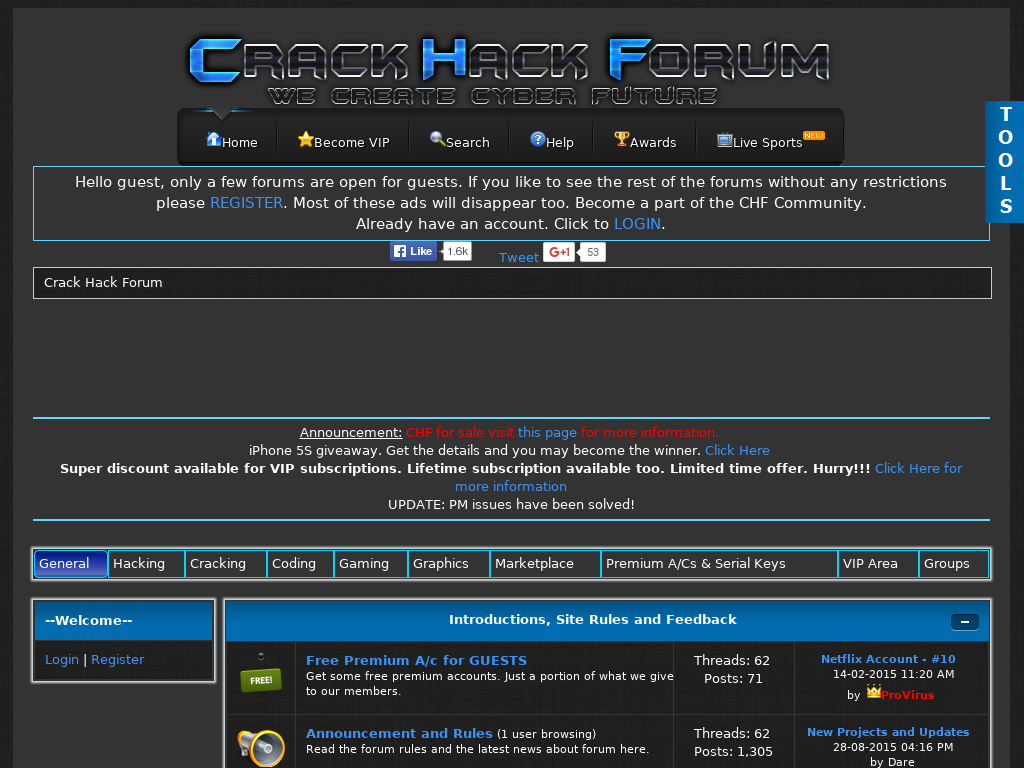 Crack Hack Forum
WE CREATE CYBER FUTURE
Home Become VIP Search Help Awards Live Sports NEW
TOOLS
Hello guest, only a few forums are open for guests. If you like to see the rest of the forums without any restrictions
please REGISTER. Most of these ads will disappear too. Become a part of the CHF Community.
Already have an account. Click to LOGIN.
Like 1.6k Tweet G+1 53
Crack Hack Forum
Announcement: CHF for sale visit this page for more information.
iPhone 5S giveaway. Get the details and you may become the winner. Click Here
Super discount available for VIP subscriptions. Lifetime subscription available too. Limited time offer. Hurry!!! Click Here for
more information
UPDATE: PM issues have been solved!
General Hacking Cracking Coding Gaming Graphics Marketplace Premium A/Cs & Serial Keys VIP Area Groups
--Welcome--
Login | Register
Introductions, Site Rules and Feedback
FREE!
Free Premium A/c for GUESTS
Get some free premium accounts. Just a portion of what we give
to our members.
Threads: 62
Posts: 71
Netflix Account - #10
14-02-2015 11:20 AM
by ProVirus
Announcement and Rules (1 user browsing)
Read the forum rules and the latest news about forum here.
Threads: 62
Posts: 1,305
New Projects and Updates
28-08-2015 04:16 PM
by Dare